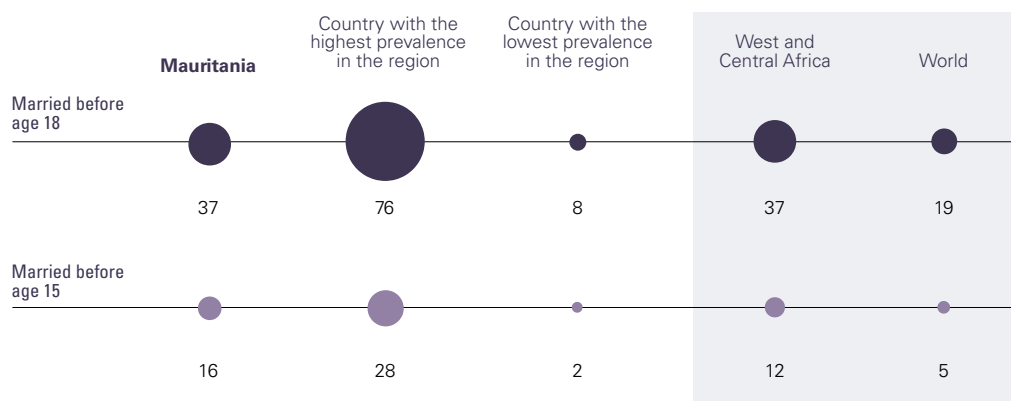 Mauritania
Country with the
highest prevalence
in the region
Country with the
lowest prevalence
in the region
West and
Central Africa
World
Married before
age 18
37
76
8
37
19
Married before
age 15
16
28
2
12
5